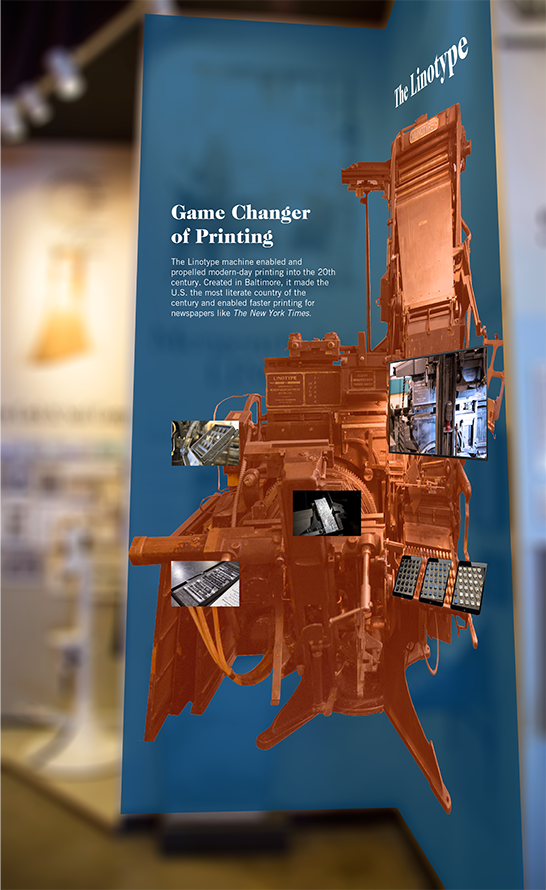 The Linotype
Game Changer
of Printing
The Linotype machine enabled and
propelled modern-day printing into the 20th
century. Created in Baltimore, it made the
U.S. the most literate country of the
century and enabled faster printing for
newspapers like The New York Times.
LINOTYPE